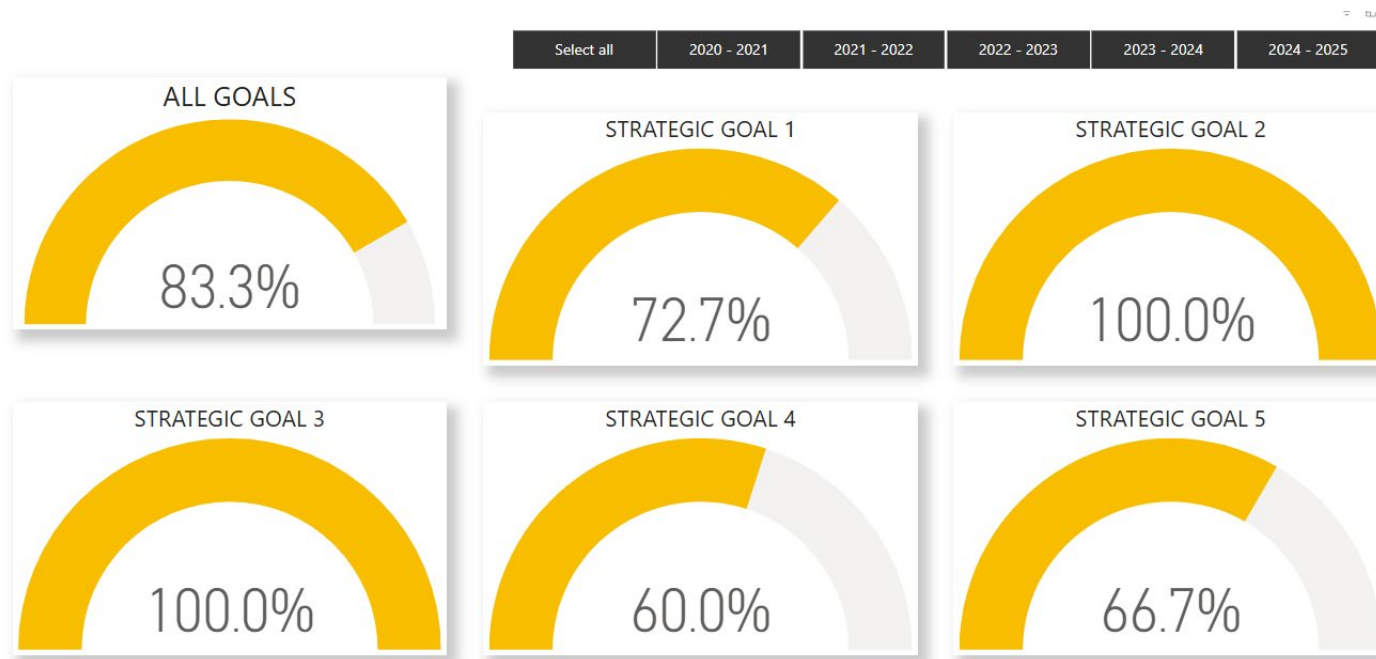 Select all
2020 - 2021
2021 - 2022
2022 - 2023
2023 - 2024
2024 - 2025
ALL GOALS
83.3%
STRATEGIC GOAL 1
72.7%
STRATEGIC GOAL 2
100.0%
STRATEGIC GOAL 3
100.0%
STRATEGIC GOAL 4
60.0%
STRATEGIC GOAL 5
66.7%